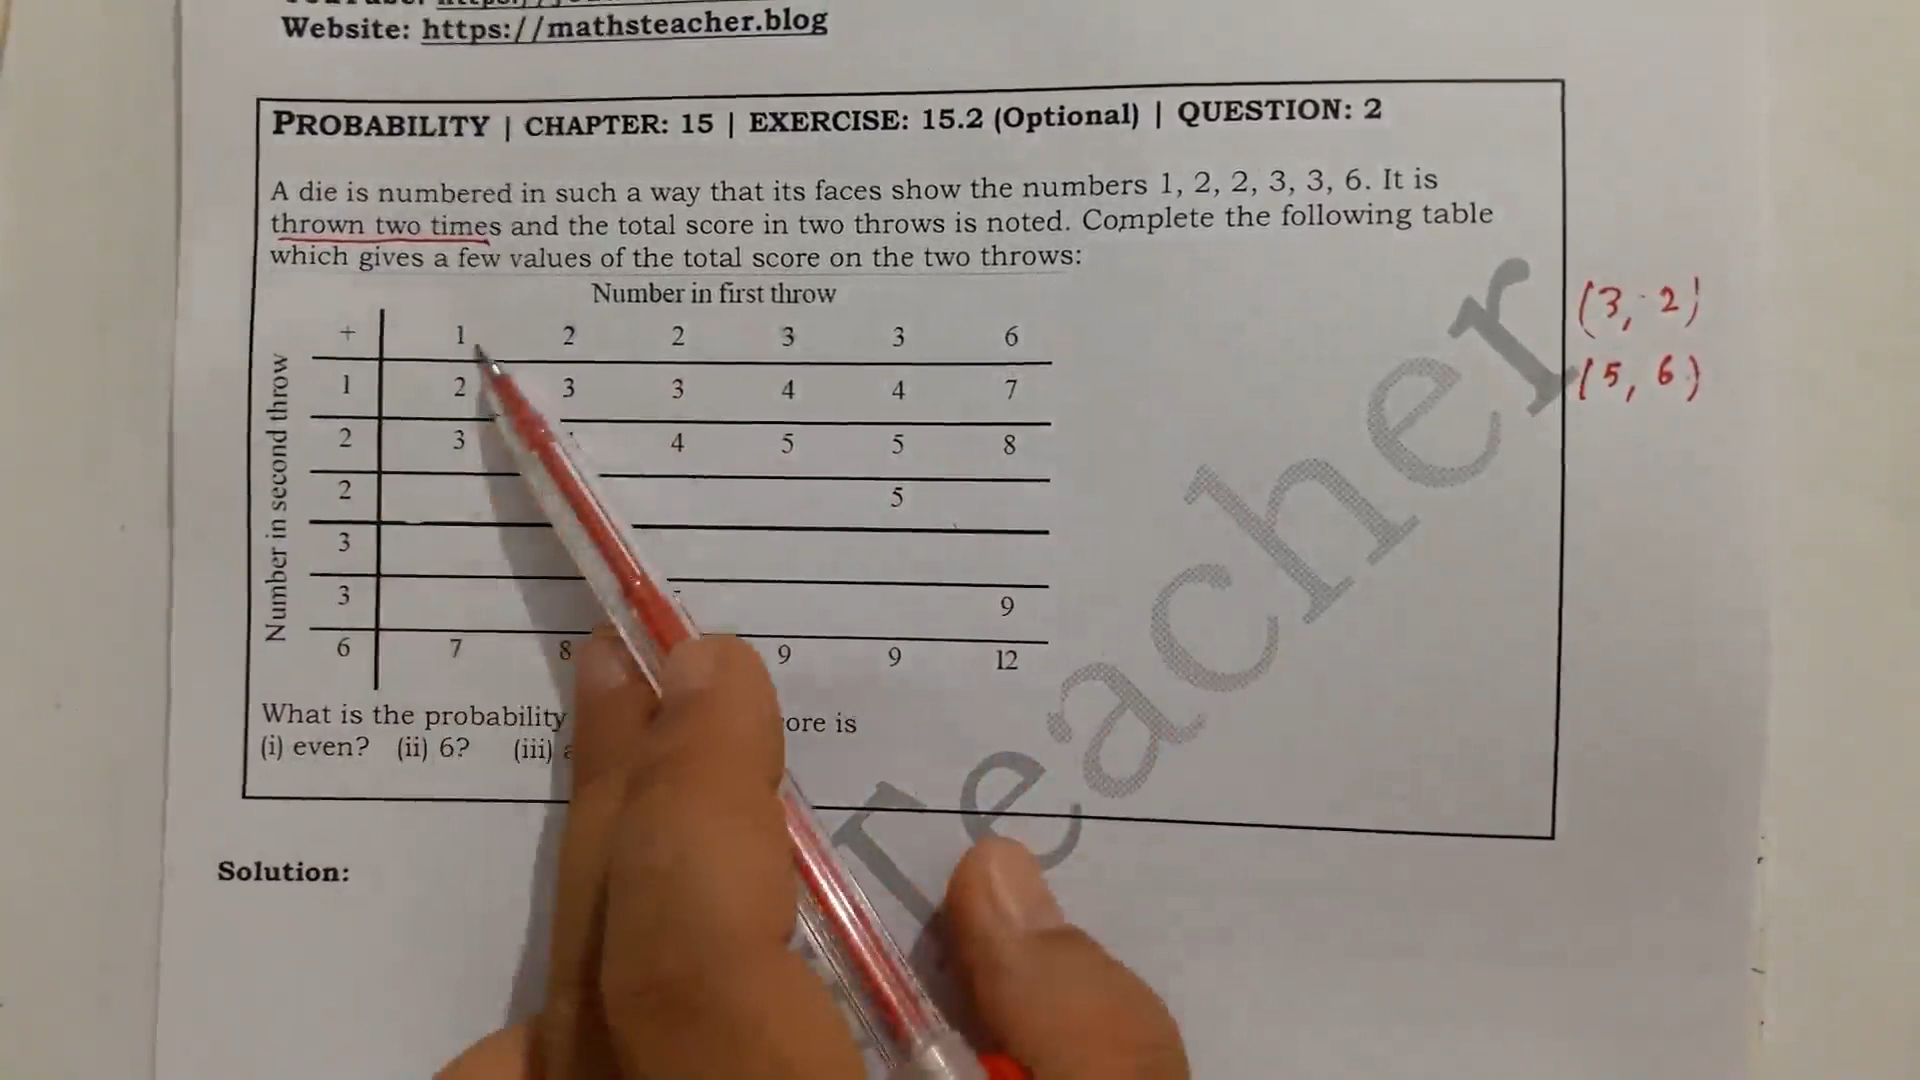 Website: https://mathsteacher.blog
PROBABILITY | CHAPTER: 15 | EXERCISE: 15.2 (Optional) | QUESTION: 2
A die is numbered in such a way that its faces show the numbers 1, 2, 2, 3, 3, 6. It is
thrown two times and the total score in two throws is noted. Complete the following table
which gives a few values of the total score on the two throws:
Number in first throw
Number in second throw
+ 1 2 2 3 3 6
1 2 3 3 4 4 7
2 3 4 5 5 8
2 5
3
3 9
6 7 8 9 9 12
What is the probability ore is
(i) even? (ii) 6? (iii)
Solution:
(3, 2)
(5, 6)
Teacher